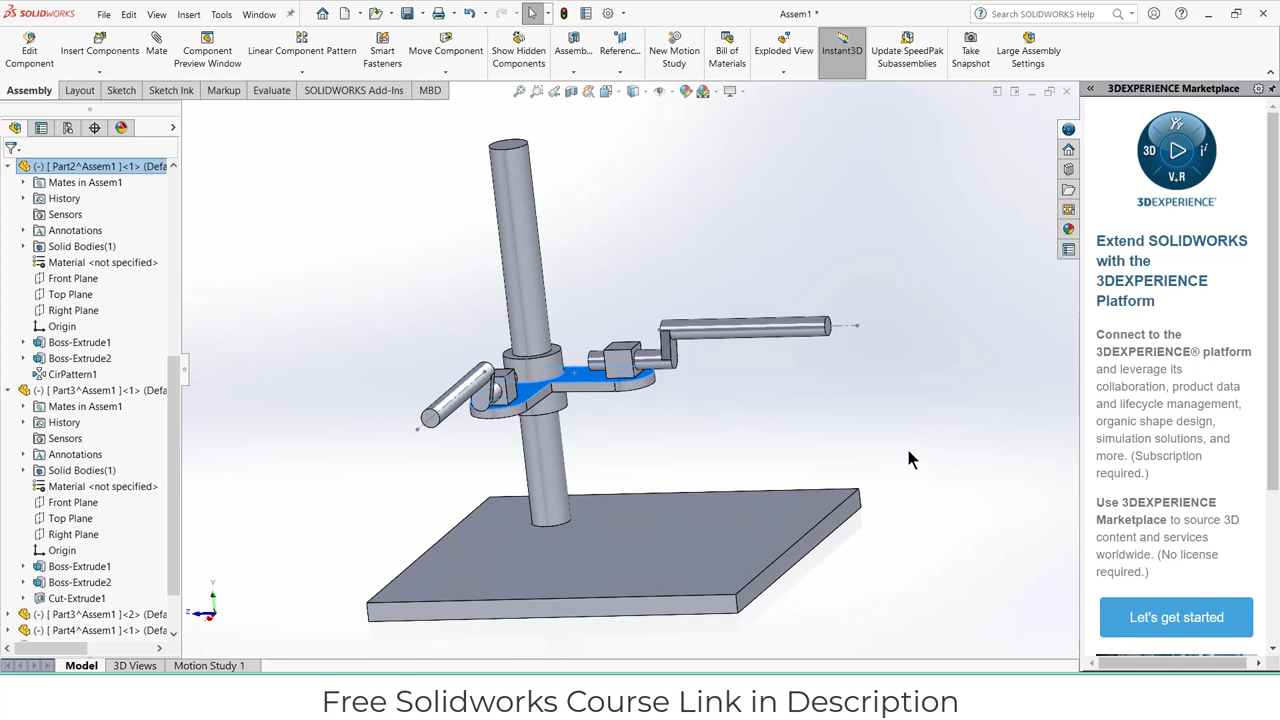 SOLIDWORKS
File
Edit
View
Insert
Tools
Window
Assem1 *
Search SOLIDWORKS Help
Edit Component
Insert Components
Mate
Component Preview Window
Linear Component Pattern
Smart Fasteners
Move Component
Show Hidden Components
Assemb...
Referenc...
New Motion Study
Bill of Materials
Exploded View
Instant3D
Update SpeedPak Subassemblies
Take Snapshot
Large Assembly Settings
Assembly
Layout
Sketch
Sketch Ink
Markup
Evaluate
SOLIDWORKS Add-Ins
MBD
(-) [ Part2^Assem1 ]<1> (Defa
Mates in Assem1
History
Sensors
Annotations
Solid Bodies(1)
Material <not specified>
Front Plane
Top Plane
Right Plane
Origin
Boss-Extrude1
Boss-Extrude2
CirPattern1
(-) [ Part3^Assem1 ]<1> (Defa
Mates in Assem1
History
Sensors
Annotations
Solid Bodies(1)
Material <not specified>
Front Plane
Top Plane
Right Plane
Origin
Boss-Extrude1
Boss-Extrude2
Cut-Extrude1
(-) [ Part3^Assem1 ]<2> (Defa
(-) [ Part4^Assem1 ]<1> (Defa
Y
Z
Model
3D Views
Motion Study 1
3DEXPERIENCE Marketplace
3D
V.R
3DEXPERIENCE
Extend SOLIDWORKS
with the
3DEXPERIENCE
Platform
Connect to the
3DEXPERIENCE® platform
and leverage its
collaboration, product data
and lifecycle management,
organic shape design,
simulation solutions, and
more. (Subscription
required.)
Use 3DEXPERIENCE
Marketplace to source 3D
content and services
worldwide. (No license
required.)
Let's get started
Free Solidworks Course Link in Description